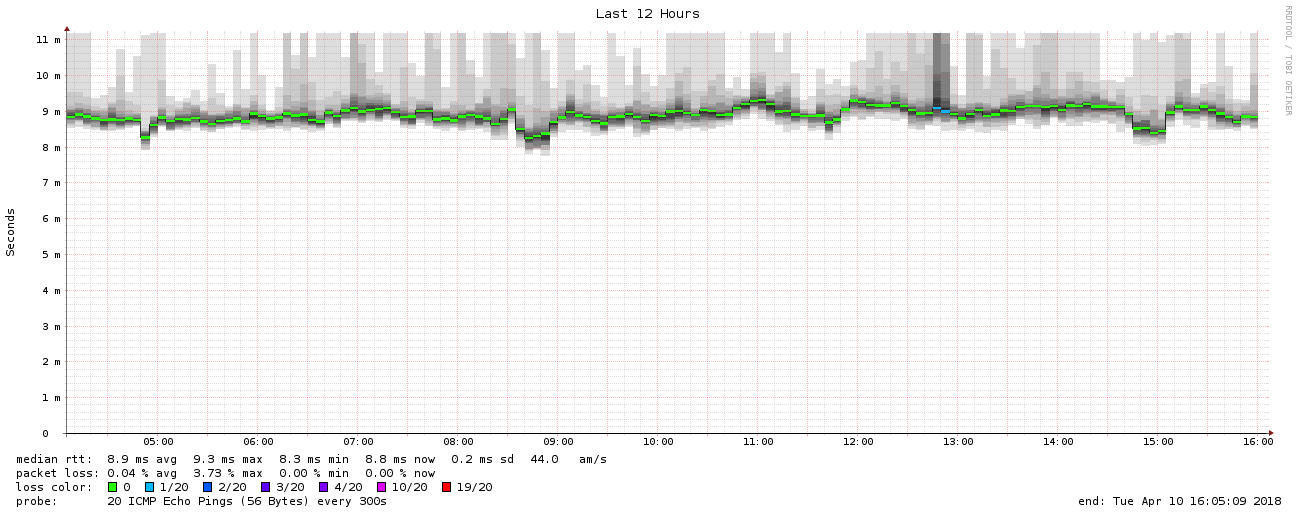 Last 12 Hours
RRDTOOL / TOBI OETIKER
Seconds
11 m
10 m
9 m
8 m
7 m
6 m
5 m
4 m
3 m
2 m
1 m
0
05:00 06:00 07:00 08:00 09:00 10:00 11:00 12:00 13:00 14:00 15:00 16:00
median rtt: 8.9 ms avg 9.3 ms max 8.3 ms min 8.8 ms now 0.2 ms sd 44.0 am/s
packet loss: 0.04 % avg 3.73 % max 0.00 % min 0.00 % now
loss color: 0 1/20 2/20 3/20 4/20 10/20 19/20
probe: 20 ICMP Echo Pings (56 Bytes) every 300s end: Tue Apr 10 16:05:09 2018